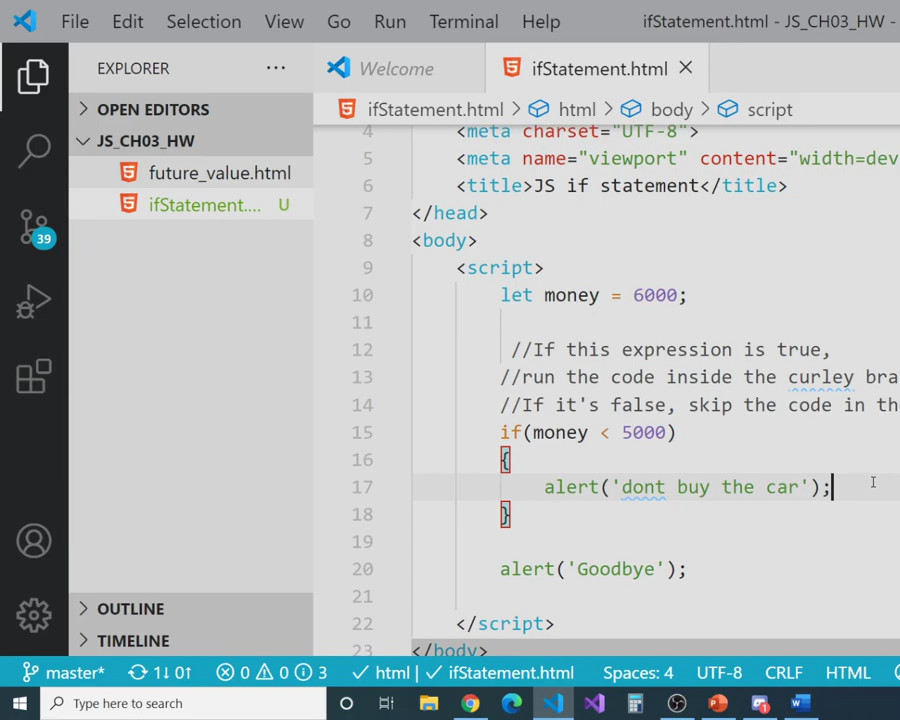 File Edit Selection View Go Run Terminal Help ifStatement.html - JS_CH03_HW -
EXPLORER ...
Welcome ifStatement.html
OPEN EDITORS
ifStatement.html > html > body > script
JS_CH03_HW
future_value.html
ifStatement.... U
39
OUTLINE
TIMELINE
4 <meta charset="UTF-8">
5 <meta name="viewport" content="width=dev
6 <title>JS if statement</title>
7 </head>
8 <body>
9 <script>
10 let money = 6000;
11
12 //If this expression is true,
13 //run the code inside the curley bra
14 //If it's false, skip the code in the
15 if(money < 5000)
16 {
17 alert('dont buy the car');
18 }
19
20 alert('Goodbye');
21
22 </script>
23 </body>
master* 1↓ 0↑ 0 0 3 html | ifStatement.html Spaces: 4 UTF-8 CRLF HTML
Type here to search